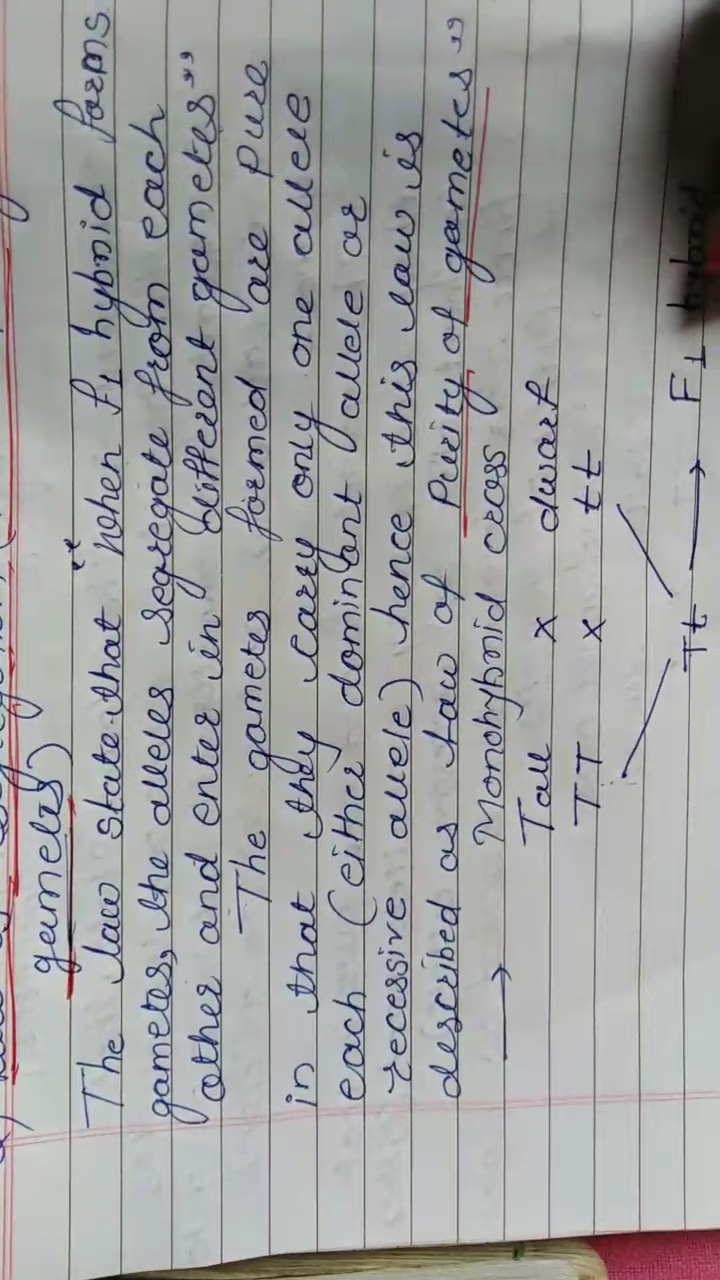 gametes)
The law state that "when F1 hybrid forms
gametes, the alleles segregate from each
other and enter in different gametes"
The gametes formed are pure
in that they carry only one allele
each (either dominant allele or
recessive allele) hence this law is
described as law of Purity of gametes"
→ Monohybrid cross
Tall x dwarf
TT x tt
Tt → F1 hybrid